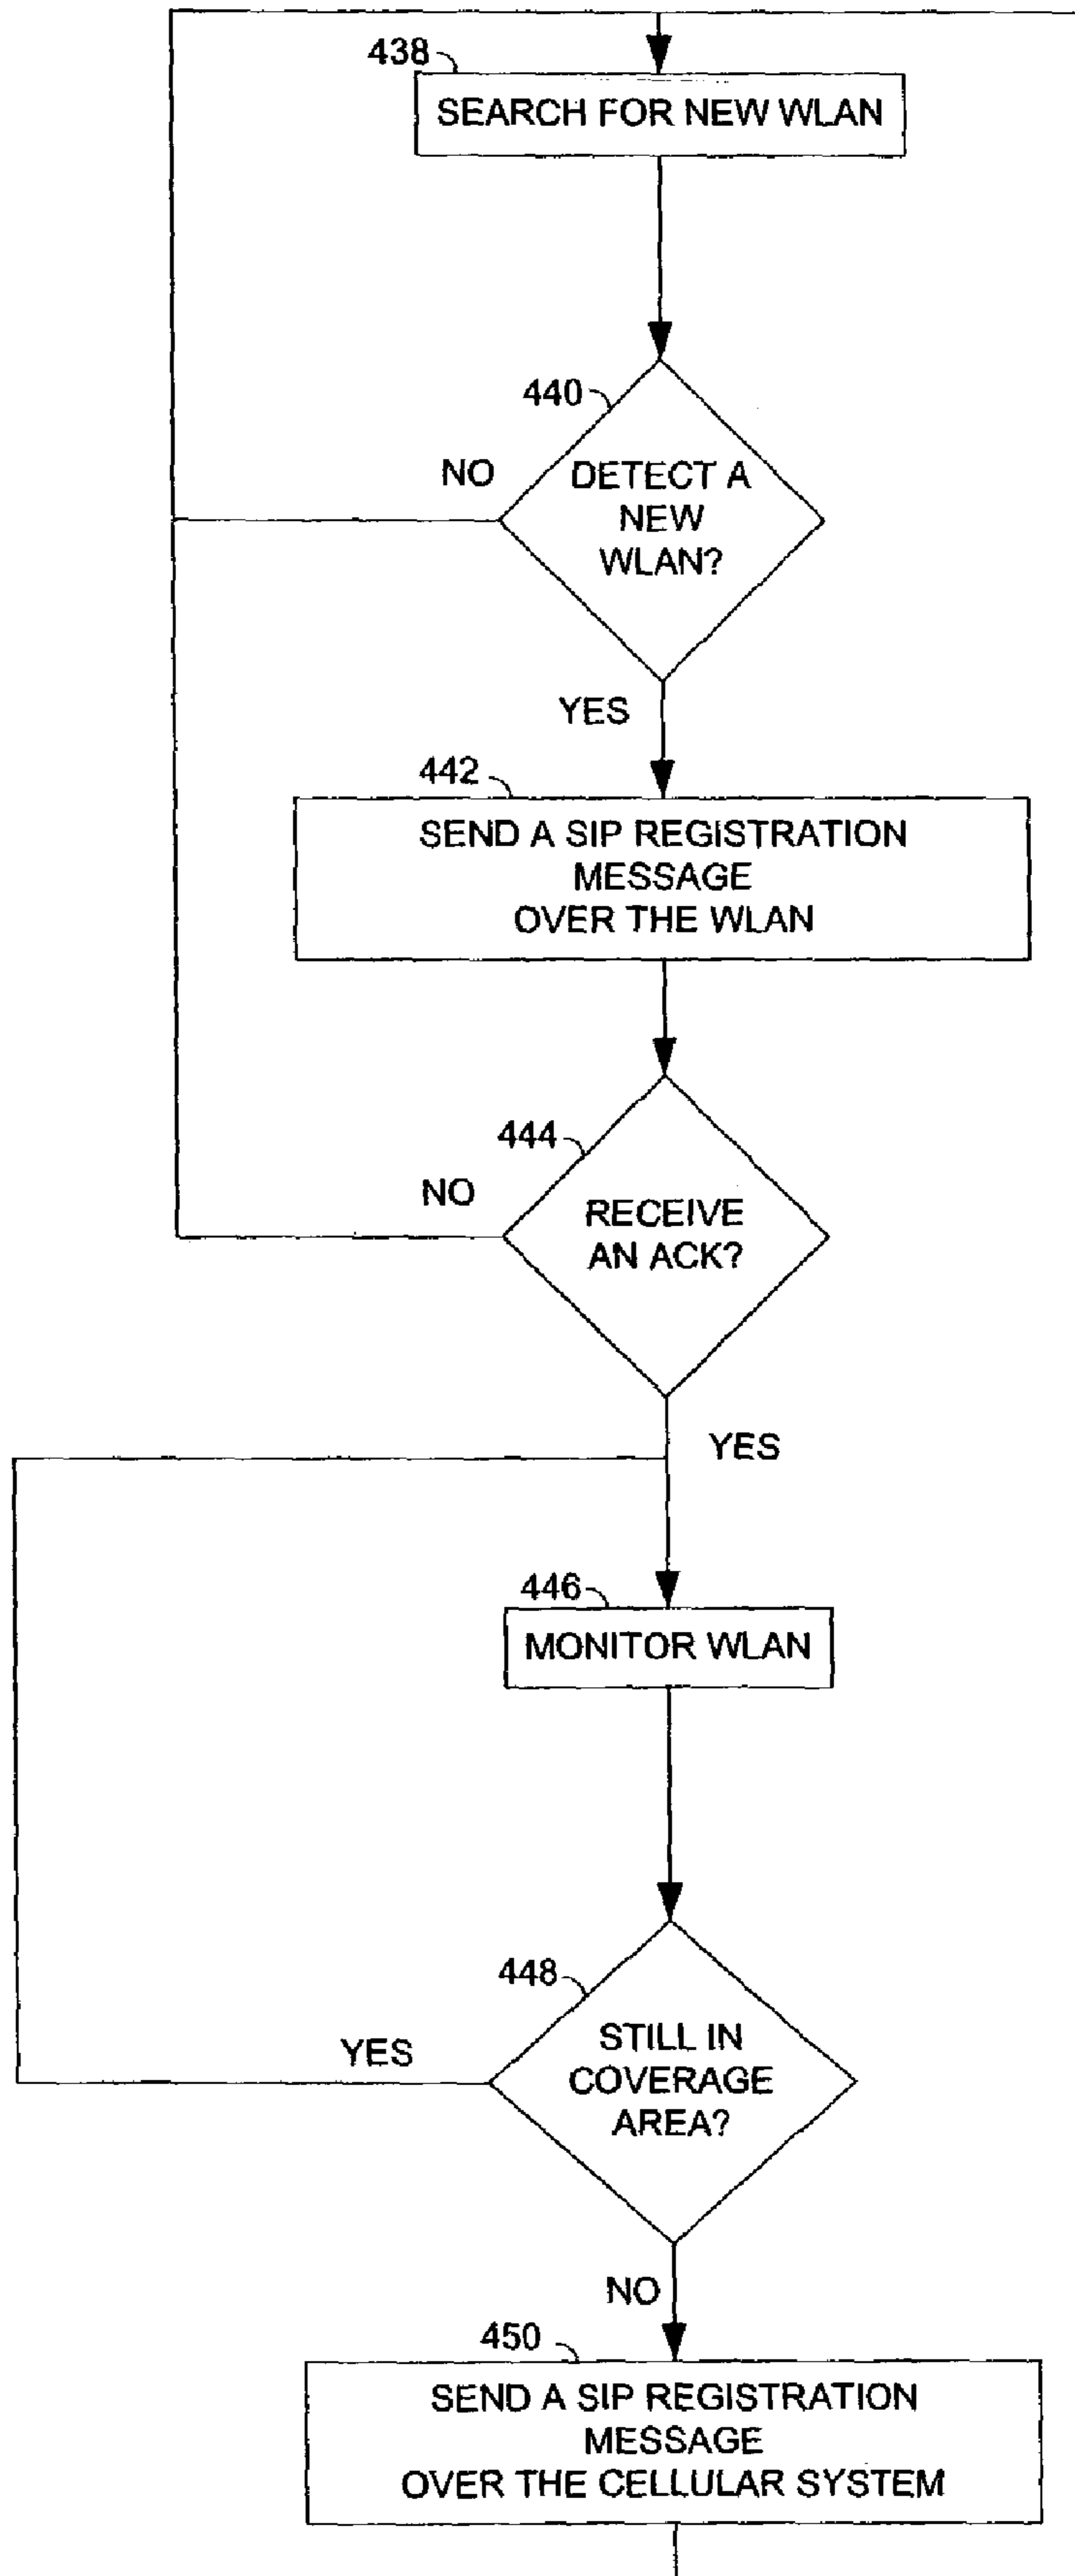 438
SEARCH FOR NEW WLAN
440
NO
DETECT A
NEW
WLAN?
YES
442
SEND A SIP REGISTRATION
MESSAGE
OVER THE WLAN
444
NO
RECEIVE
AN ACK?
YES
446
MONITOR WLAN
448
YES
STILL IN
COVERAGE
AREA?
NO
450
SEND A SIP REGISTRATION
MESSAGE
OVER THE CELLULAR SYSTEM